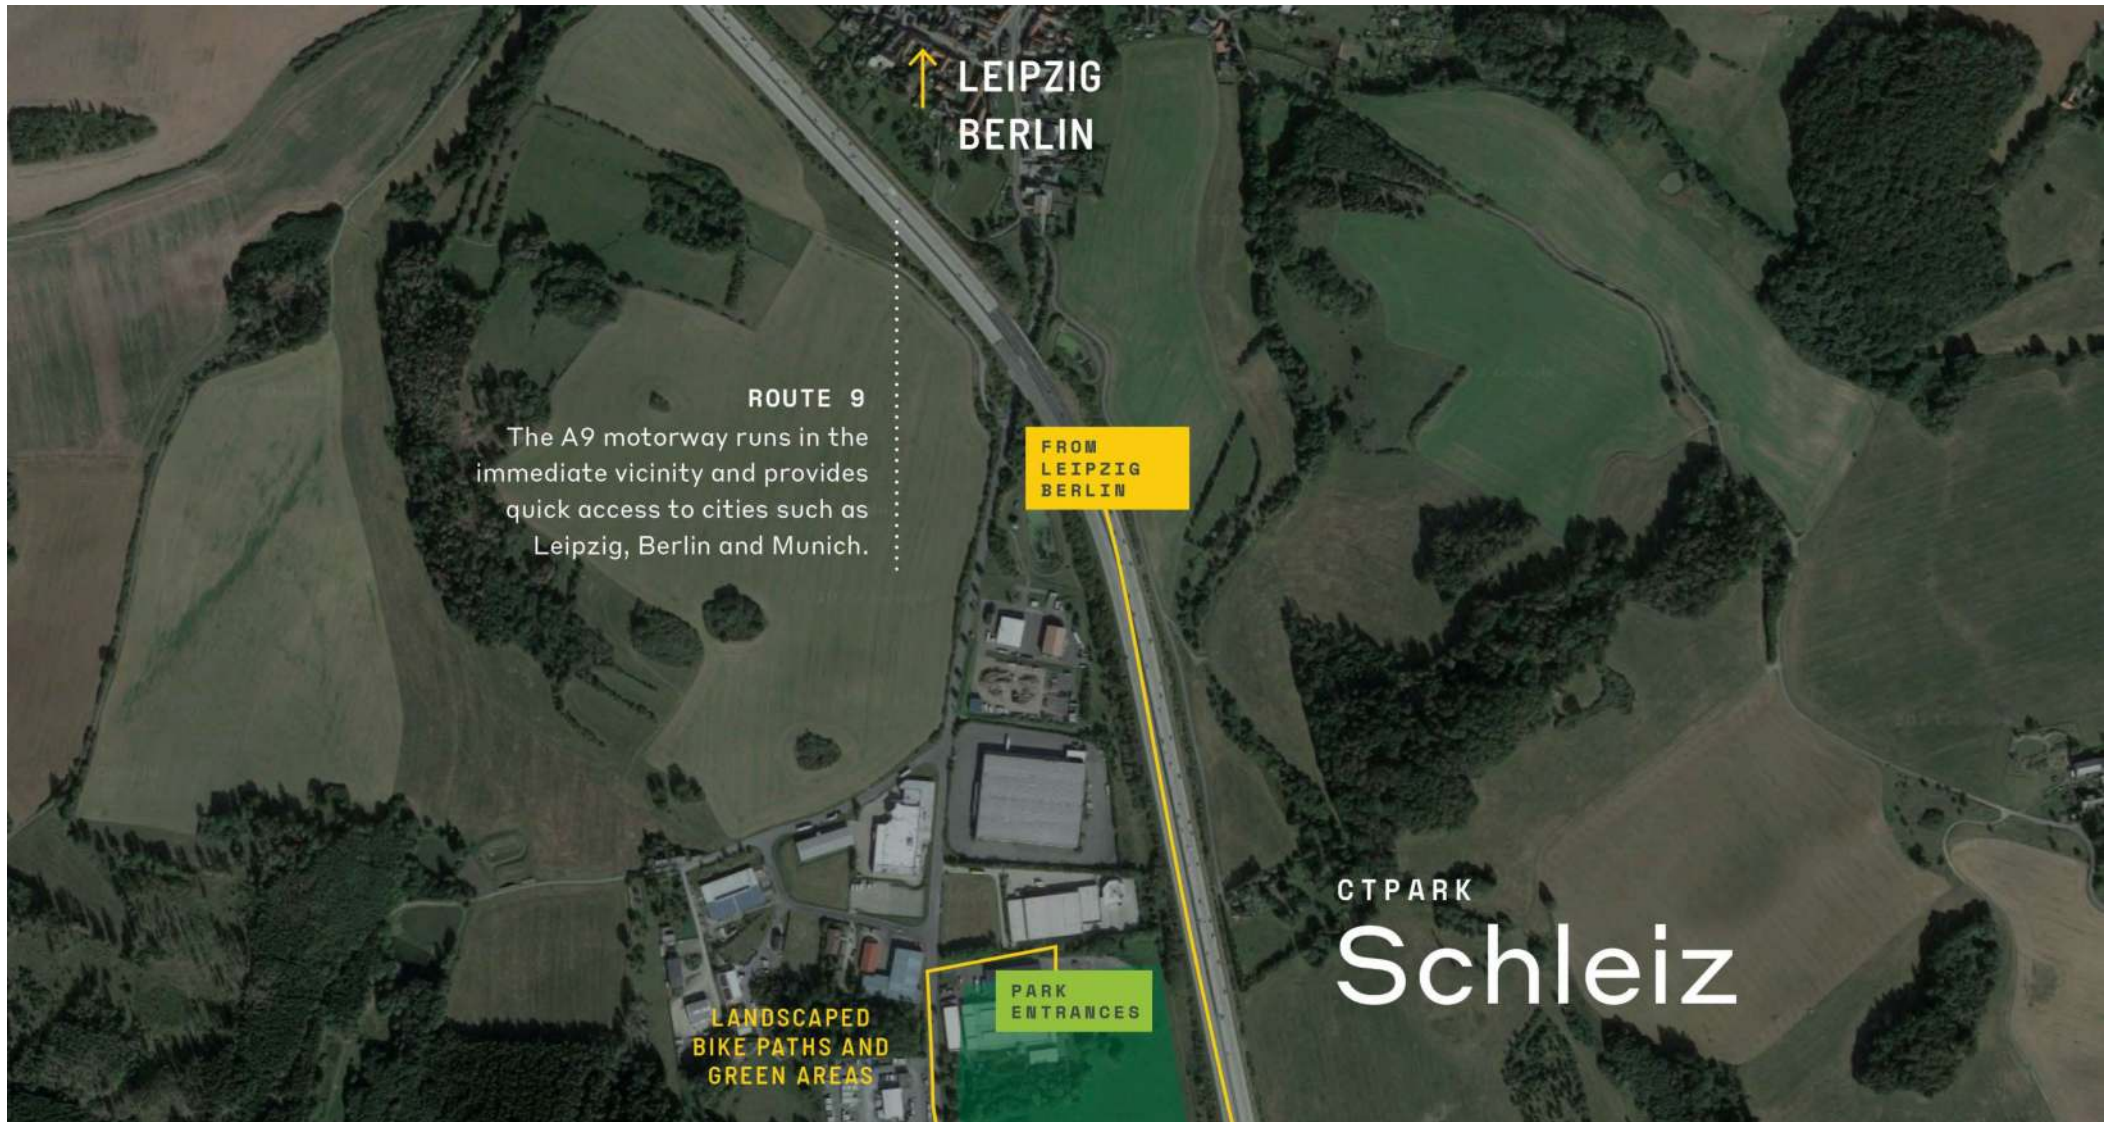 LEIPZIG
BERLIN
ROUTE 9
The A9 motorway runs in the
immediate vicinity and provides
quick access to cities such as
Leipzig, Berlin and Munich.
FROM
LEIPZIG
BERLIN
CTPARK
Schleiz
PARK
ENTRANCES
LANDSCAPED
BIKE PATHS AND
GREEN AREAS